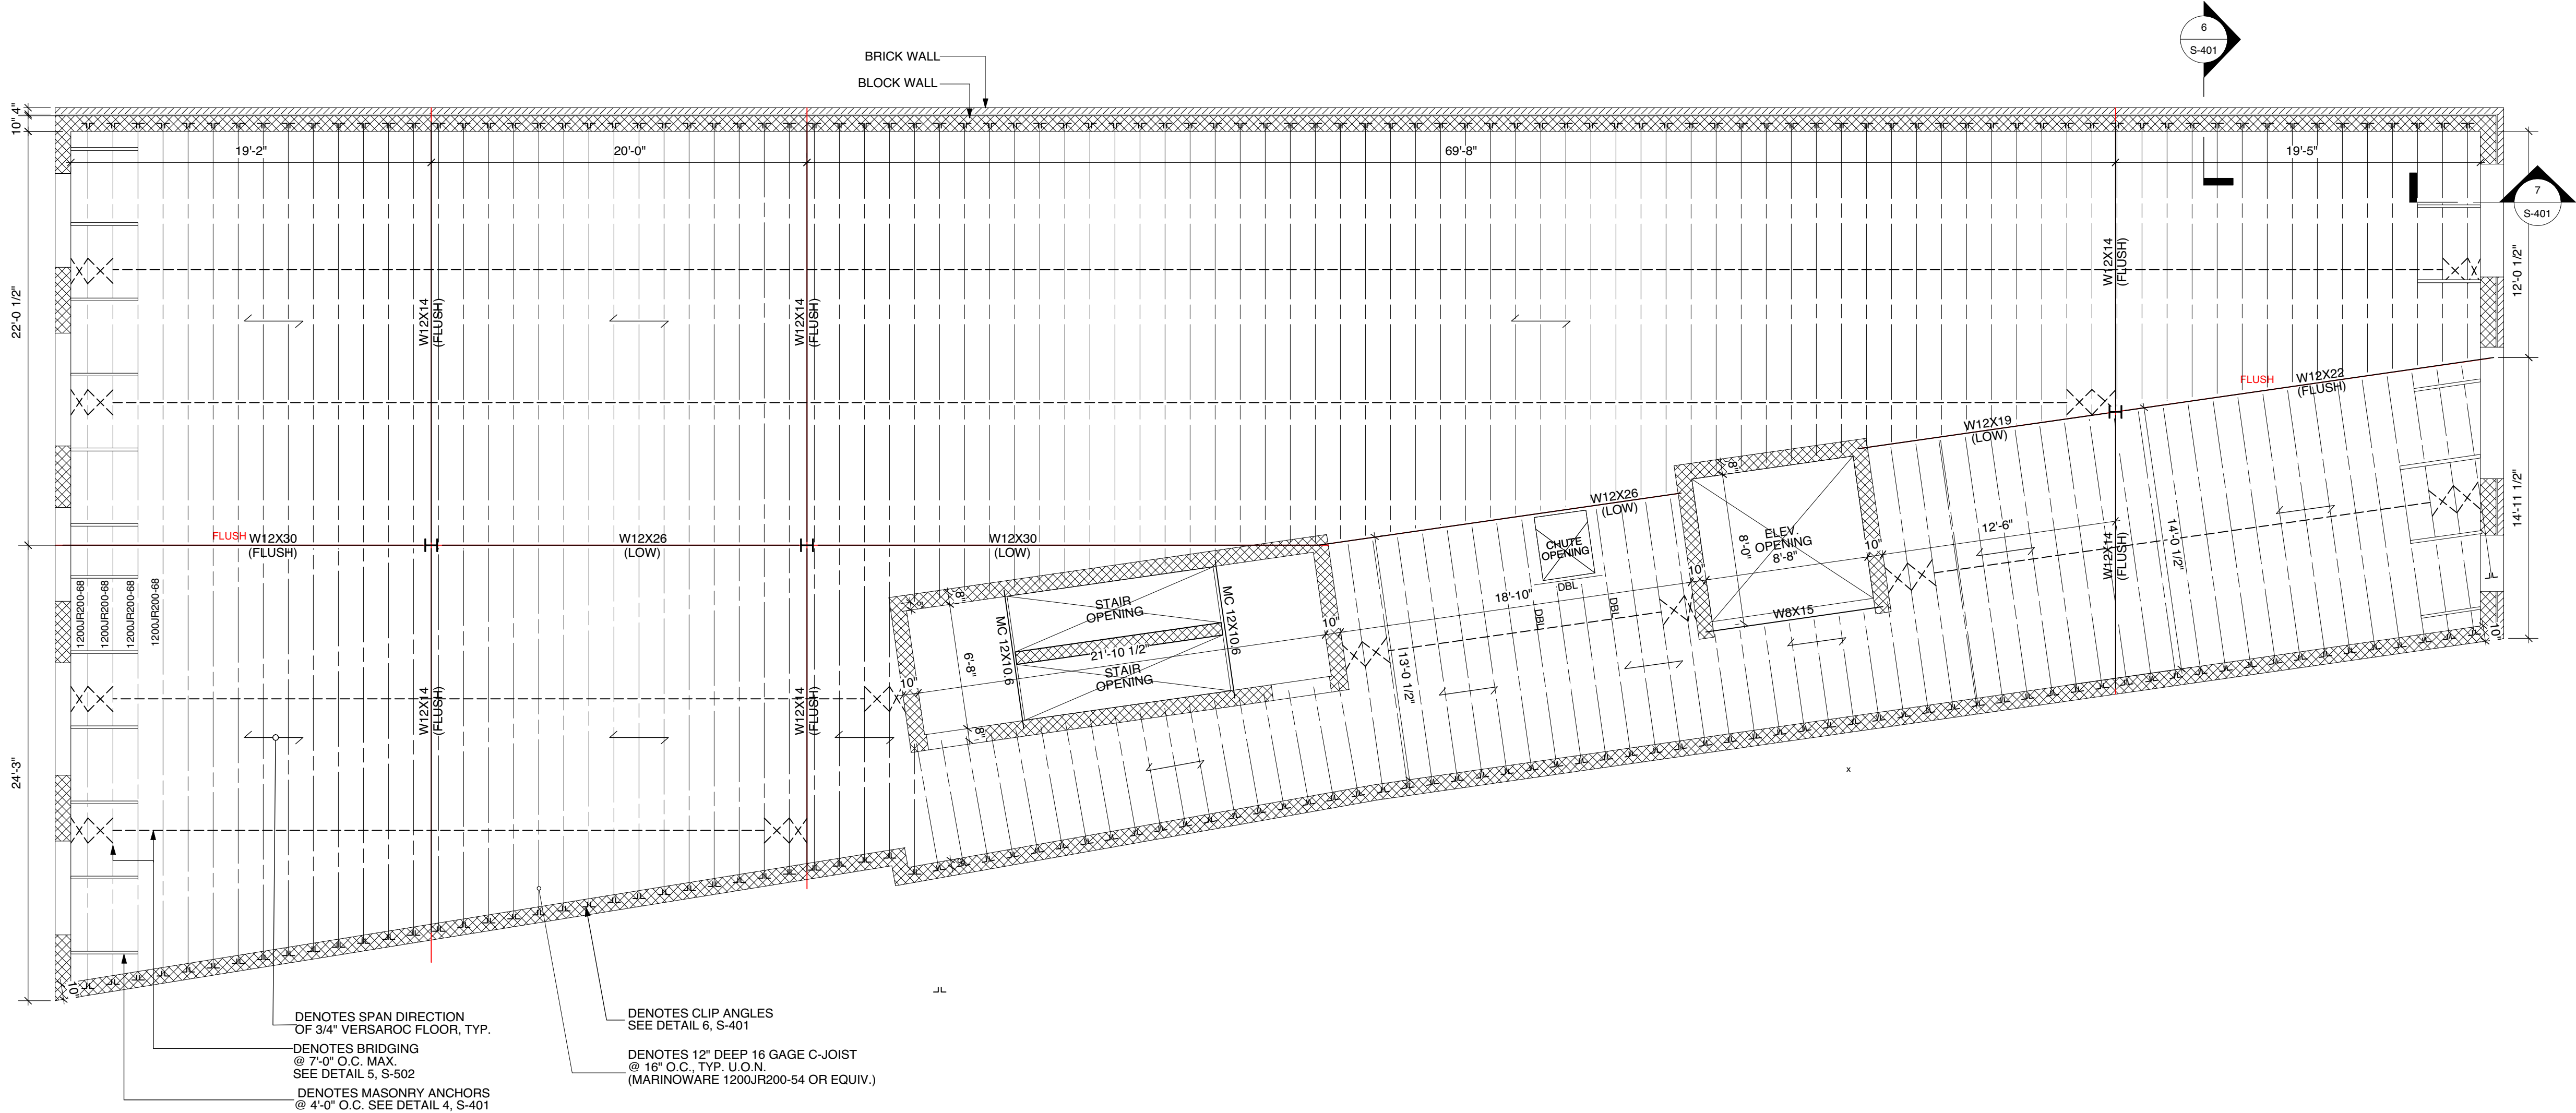 6
S-401
BRICK WALL
BLOCK WALL
4"
10"
19'-2"
20'-0"
69'-8"
19'-5"
7
S-401
22'-0 1/2"
12'-0 1/2"
W12X14
(FLUSH)
W12X14
(FLUSH)
W12X14
(FLUSH)
FLUSH
W12X22
(FLUSH)
W12X19
(LOW)
8"
W12X26
(LOW)
14'-11 1/2"
FLUSH
W12X30
(FLUSH)
W12X26
(LOW)
W12X30
(LOW)
CHUTE
OPENING
DBL
DBL
DBL
ELEV.
OPENING
8'-8"
8'-0"
10"
10"
12'-6"
14'-0 1/2"
W12X14
(FLUSH)
W8X15
18'-10"
1200JR200-68
1200JR200-68
1200JR200-68
1200JR200-68
8"
STAIR
OPENING
MC 12X10.6
MC 12X10.6
21'-10 1/2"
STAIR
OPENING
6'-8"
10"
10"
8"
13'-0 1/2"
10"
W12X14
(FLUSH)
W12X14
(FLUSH)
24'-3"
x
10"
DENOTES SPAN DIRECTION
OF 3/4" VERSAROC FLOOR, TYP.
DENOTES BRIDGING
@ 7'-0" O.C. MAX.
SEE DETAIL 5, S-502
DENOTES MASONRY ANCHORS
@ 4'-0" O.C. SEE DETAIL 4, S-401
DENOTES CLIP ANGLES
SEE DETAIL 6, S-401
DENOTES 12" DEEP 16 GAGE C-JOIST
@ 16" O.C., TYP. U.O.N.
(MARINOWARE 1200JR200-54 OR EQUIV.)